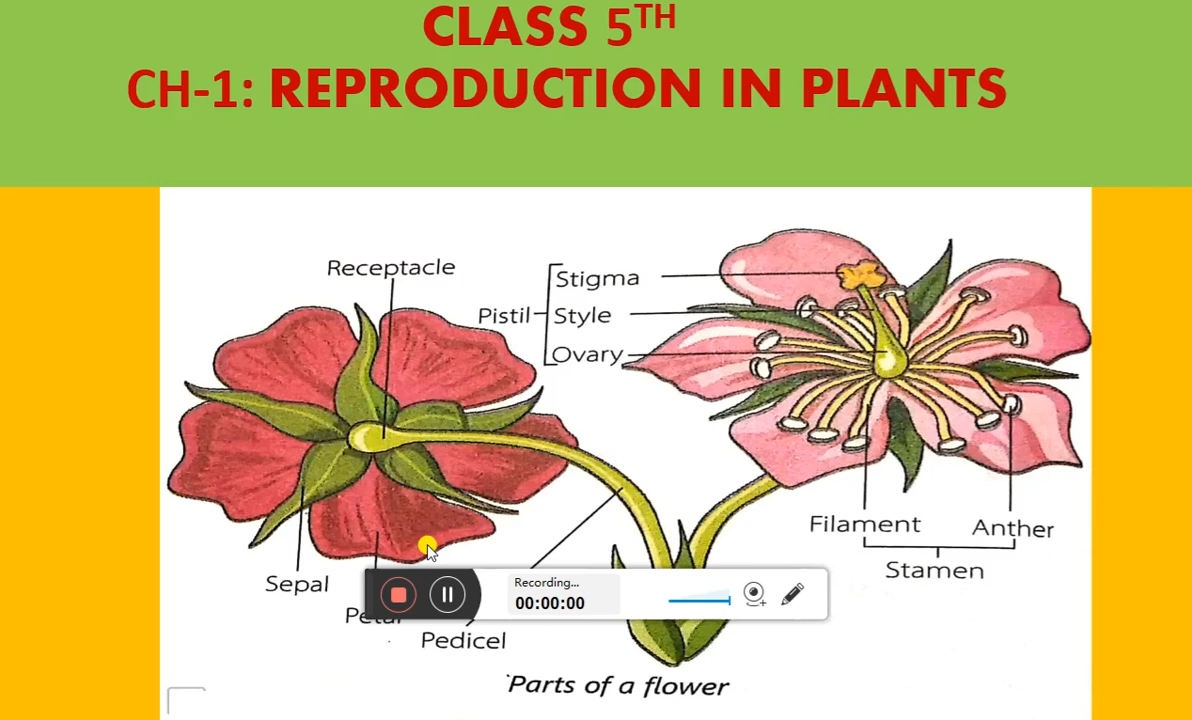 CLASS 5TH
CH-1: REPRODUCTION IN PLANTS
Receptacle
Stigma
Pistil
Style
Ovary
Filament
Anther
Stamen
Sepal
Recording...
00:00:00
Petal
Pedicel
Parts of a flower